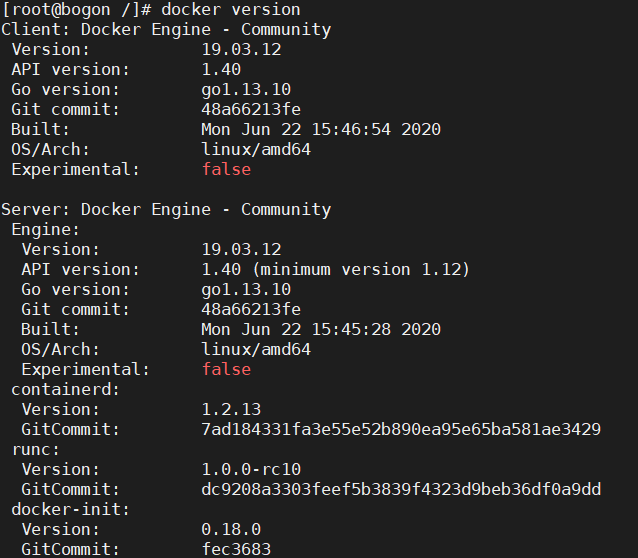 [root@bogon /]# docker version
Client: Docker Engine - Community
 Version:           19.03.12
 API version:       1.40
 Go version:        go1.13.10
 Git commit:        48a66213fe
 Built:             Mon Jun 22 15:46:54 2020
 OS/Arch:           linux/amd64
 Experimental:      false

Server: Docker Engine - Community
 Engine:
  Version:          19.03.12
  API version:      1.40 (minimum version 1.12)
  Go version:       go1.13.10
  Git commit:       48a66213fe
  Built:            Mon Jun 22 15:45:28 2020
  OS/Arch:          linux/amd64
  Experimental:     false
 containerd:
  Version:          1.2.13
  GitCommit:        7ad184331fa3e55e52b890ea95e65ba581ae3429
 runc:
  Version:          1.0.0-rc10
  GitCommit:        dc9208a3303feef5b3839f4323d9beb36df0a9dd
 docker-init:
  Version:          0.18.0
  GitCommit:        fec3683